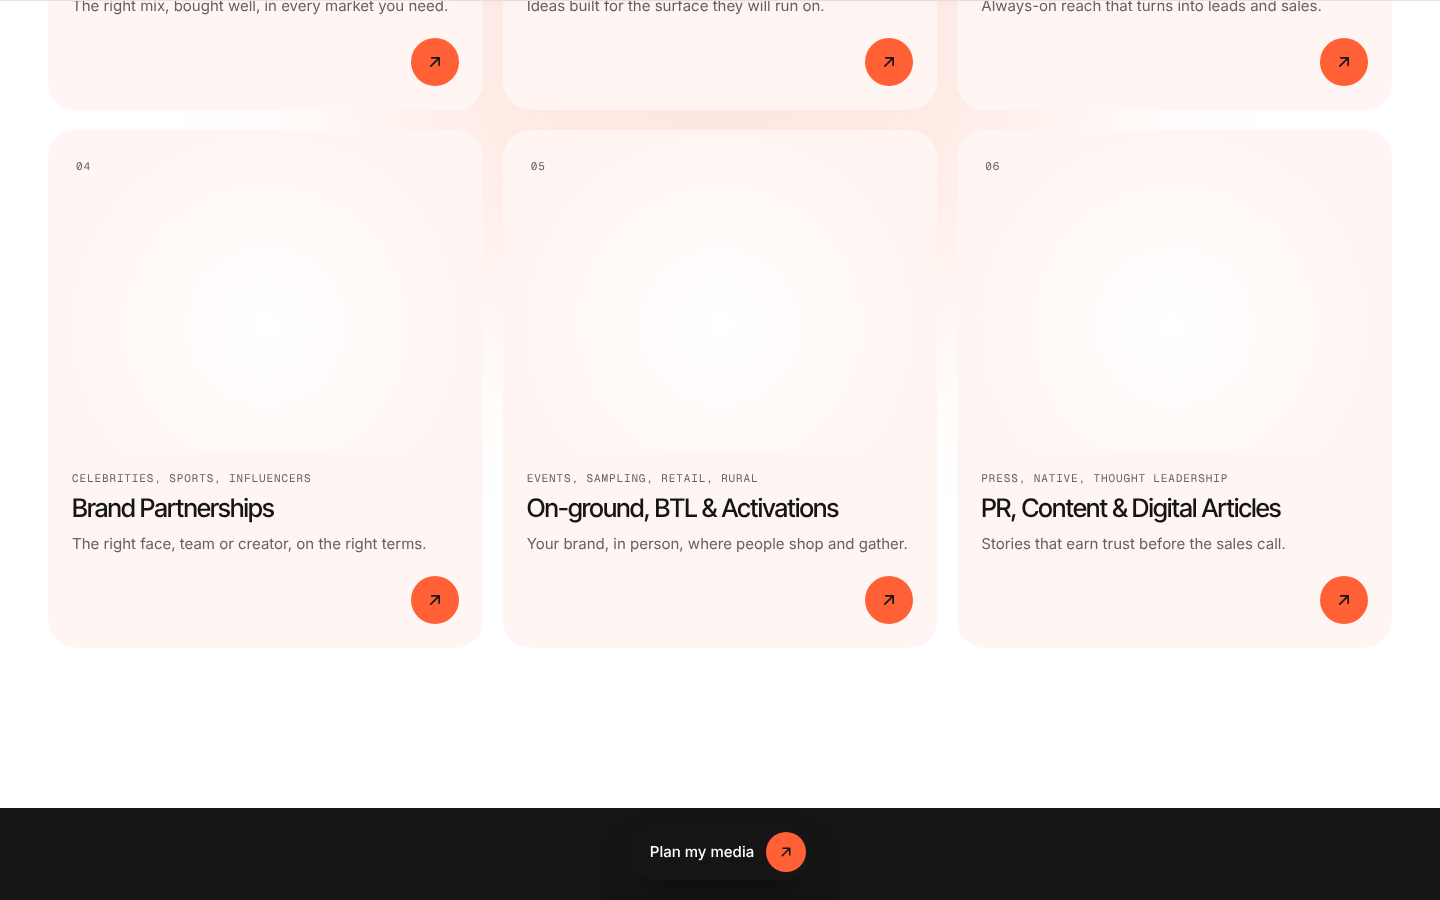 The right mix, bought well, in every market you need.
Ideas built for the surface they will run on.
Always-on reach that turns into leads and sales.
04
05
06
CELEBRITIES, SPORTS, INFLUENCERS
Brand Partnerships
The right face, team or creator, on the right terms.
EVENTS, SAMPLING, RETAIL, RURAL
On-ground, BTL & Activations
Your brand, in person, where people shop and gather.
PRESS, NATIVE, THOUGHT LEADERSHIP
PR, Content & Digital Articles
Stories that earn trust before the sales call.
Plan my media